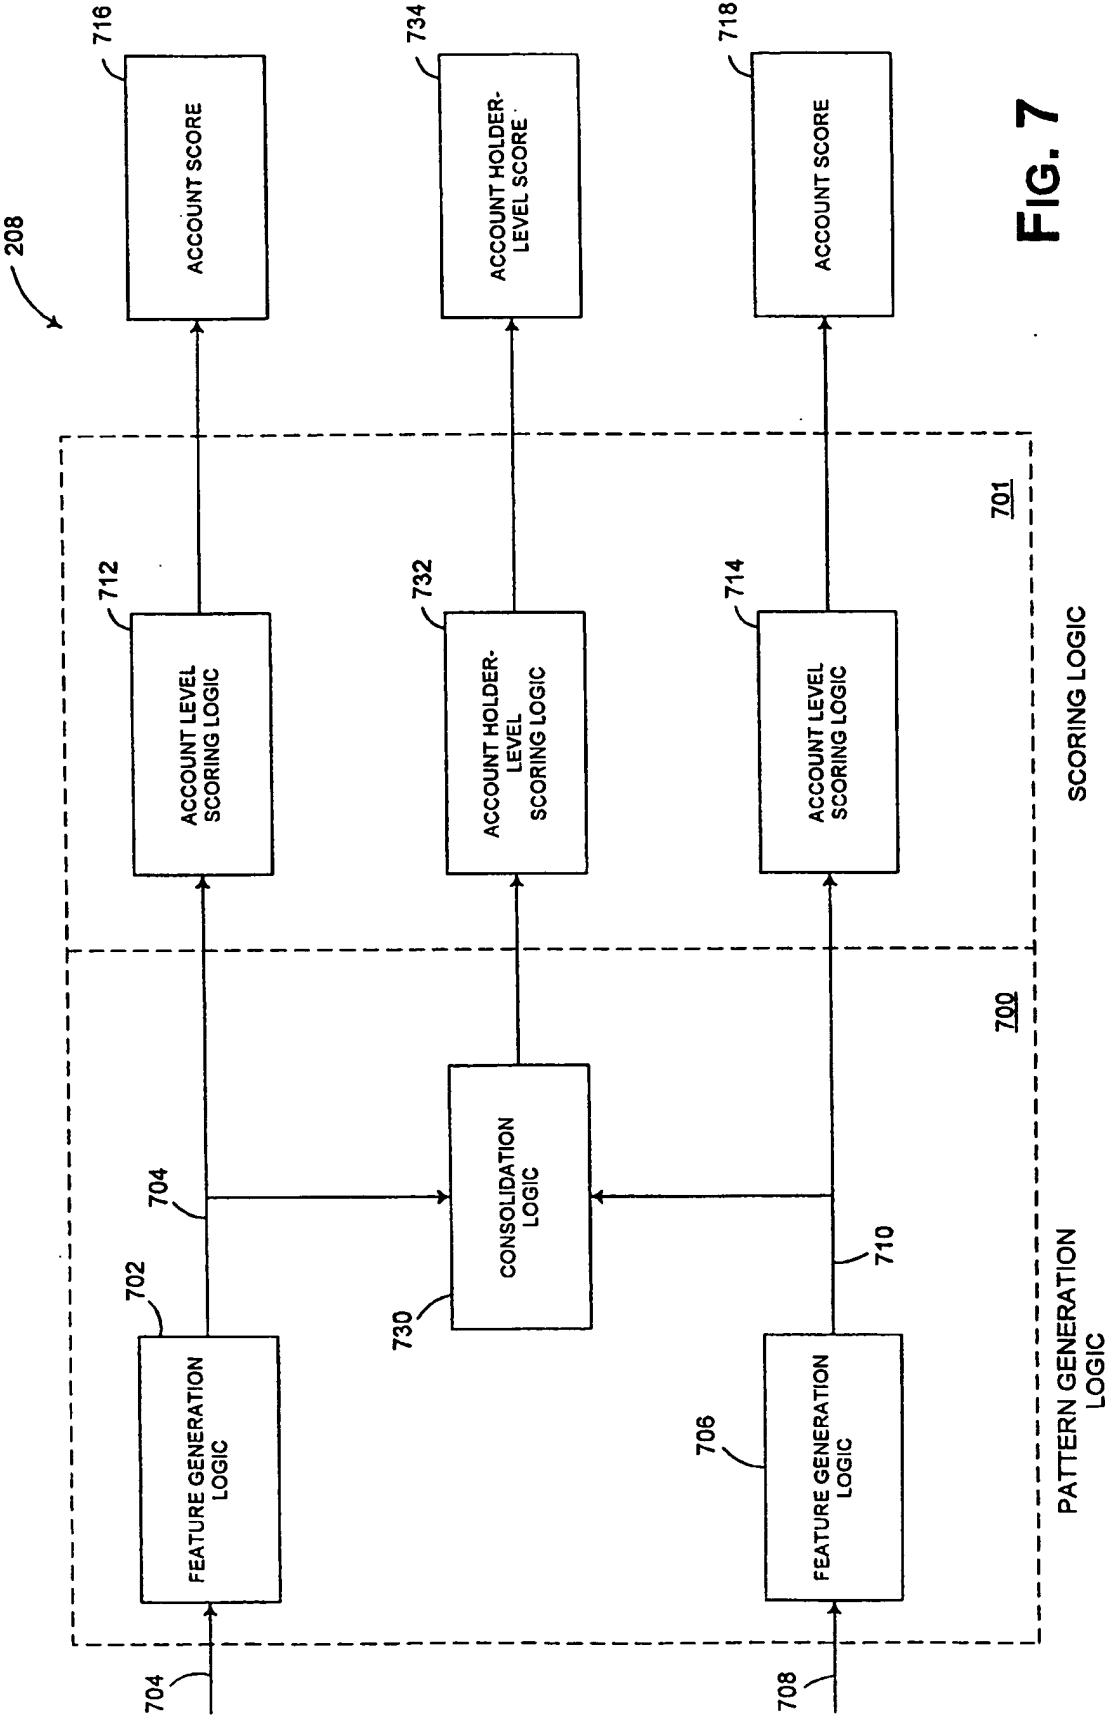 208
716
ACCOUNT SCORE
734
ACCOUNT HOLDER-
LEVEL SCORE
718
ACCOUNT SCORE
712
ACCOUNT LEVEL
SCORING LOGIC
732
ACCOUNT HOLDER-
LEVEL
SCORING LOGIC
714
ACCOUNT LEVEL
SCORING LOGIC
701
SCORING LOGIC
704
730
CONSOLIDATION
LOGIC
710
700
702
FEATURE GENERATION
LOGIC
706
FEATURE GENERATION
LOGIC
704
708
PATTERN GENERATION
LOGIC
FIG. 7